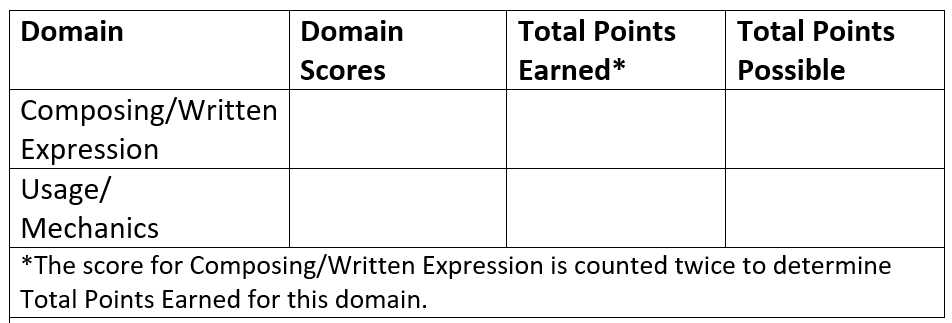 Domain
Domain
Scores
Total Points
Earned*
Total Points
Possible
Composing/Written
Expression
Usage/
Mechanics
*The score for Composing/Written Expression is counted twice to determine
Total Points Earned for this domain.